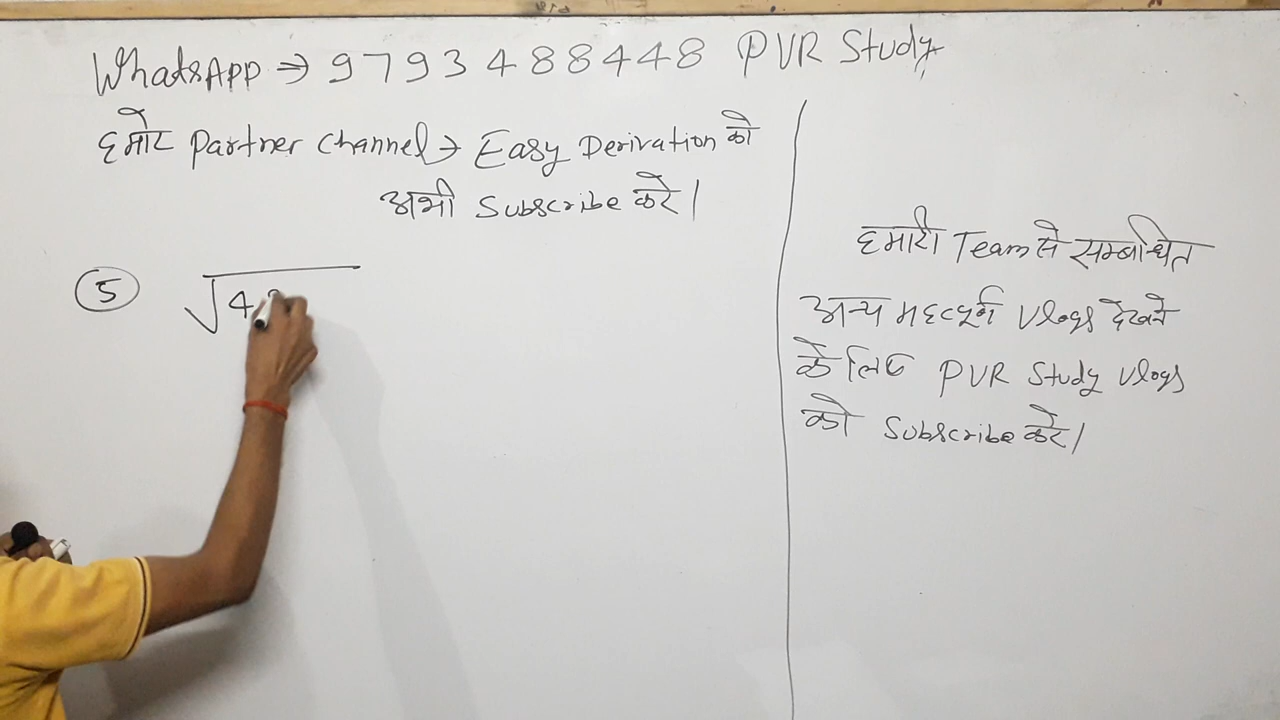 WhatsApp → 9793488448 PVR Study
हमारे Partner Channel → Easy Derivation को
अभी Subscribe करे।
5 √4
हमारी Team से सम्बन्धित
अन्य महत्वपूर्ण Vlogs देखने
के लिए PVR Study Vlogs
को Subscribe करे।